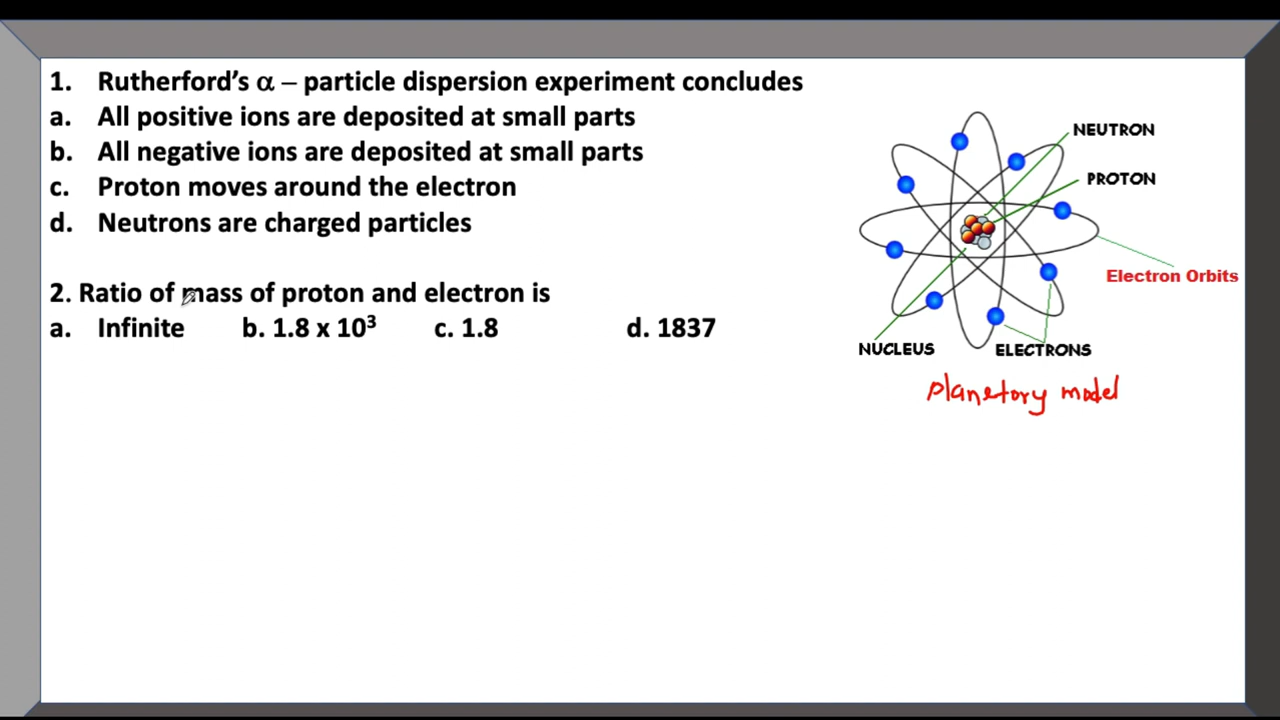 1. Rutherford's α – particle dispersion experiment concludes
a. All positive ions are deposited at small parts
b. All negative ions are deposited at small parts
c. Proton moves around the electron
d. Neutrons are charged particles
2. Ratio of mass of proton and electron is
a. Infinite b. 1.8 x 10³ c. 1.8 d. 1837
NEUTRON
PROTON
Electron Orbits
NUCLEUS
ELECTRONS
planetory model